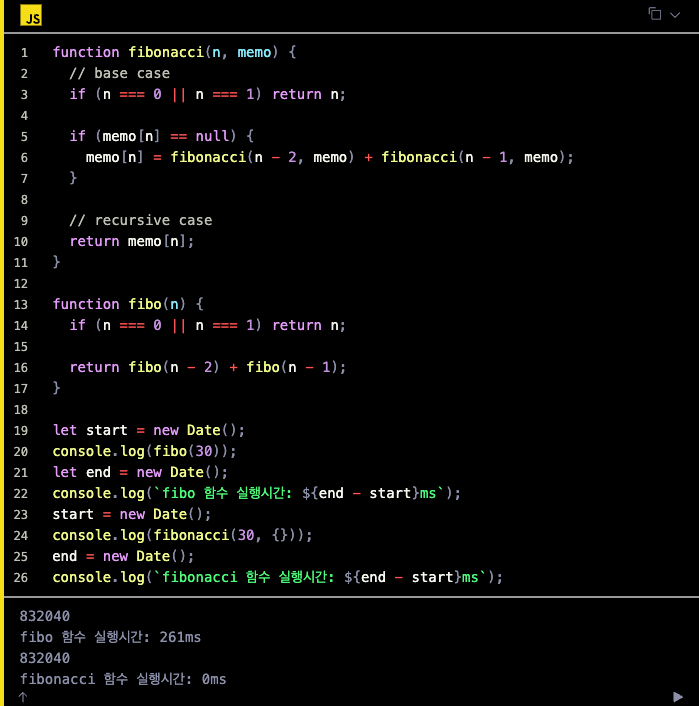 JS
1 function fibonacci(n, memo) {
2   // base case
3   if (n === 0 || n === 1) return n;
4
5   if (memo[n] == null) {
6     memo[n] = fibonacci(n - 2, memo) + fibonacci(n - 1, memo);
7   }
8
9   // recursive case
10   return memo[n];
11 }
12
13 function fibo(n) {
14   if (n === 0 || n === 1) return n;
15
16   return fibo(n - 2) + fibo(n - 1);
17 }
18
19 let start = new Date();
20 console.log(fibo(30));
21 let end = new Date();
22 console.log(`fibo 함수 실행시간: ${end - start}ms`);
23 start = new Date();
24 console.log(fibonacci(30, {}));
25 end = new Date();
26 console.log(`fibonacci 함수 실행시간: ${end - start}ms`);
832040
fibo 함수 실행시간: 261ms
832040
fibonacci 함수 실행시간: 0ms